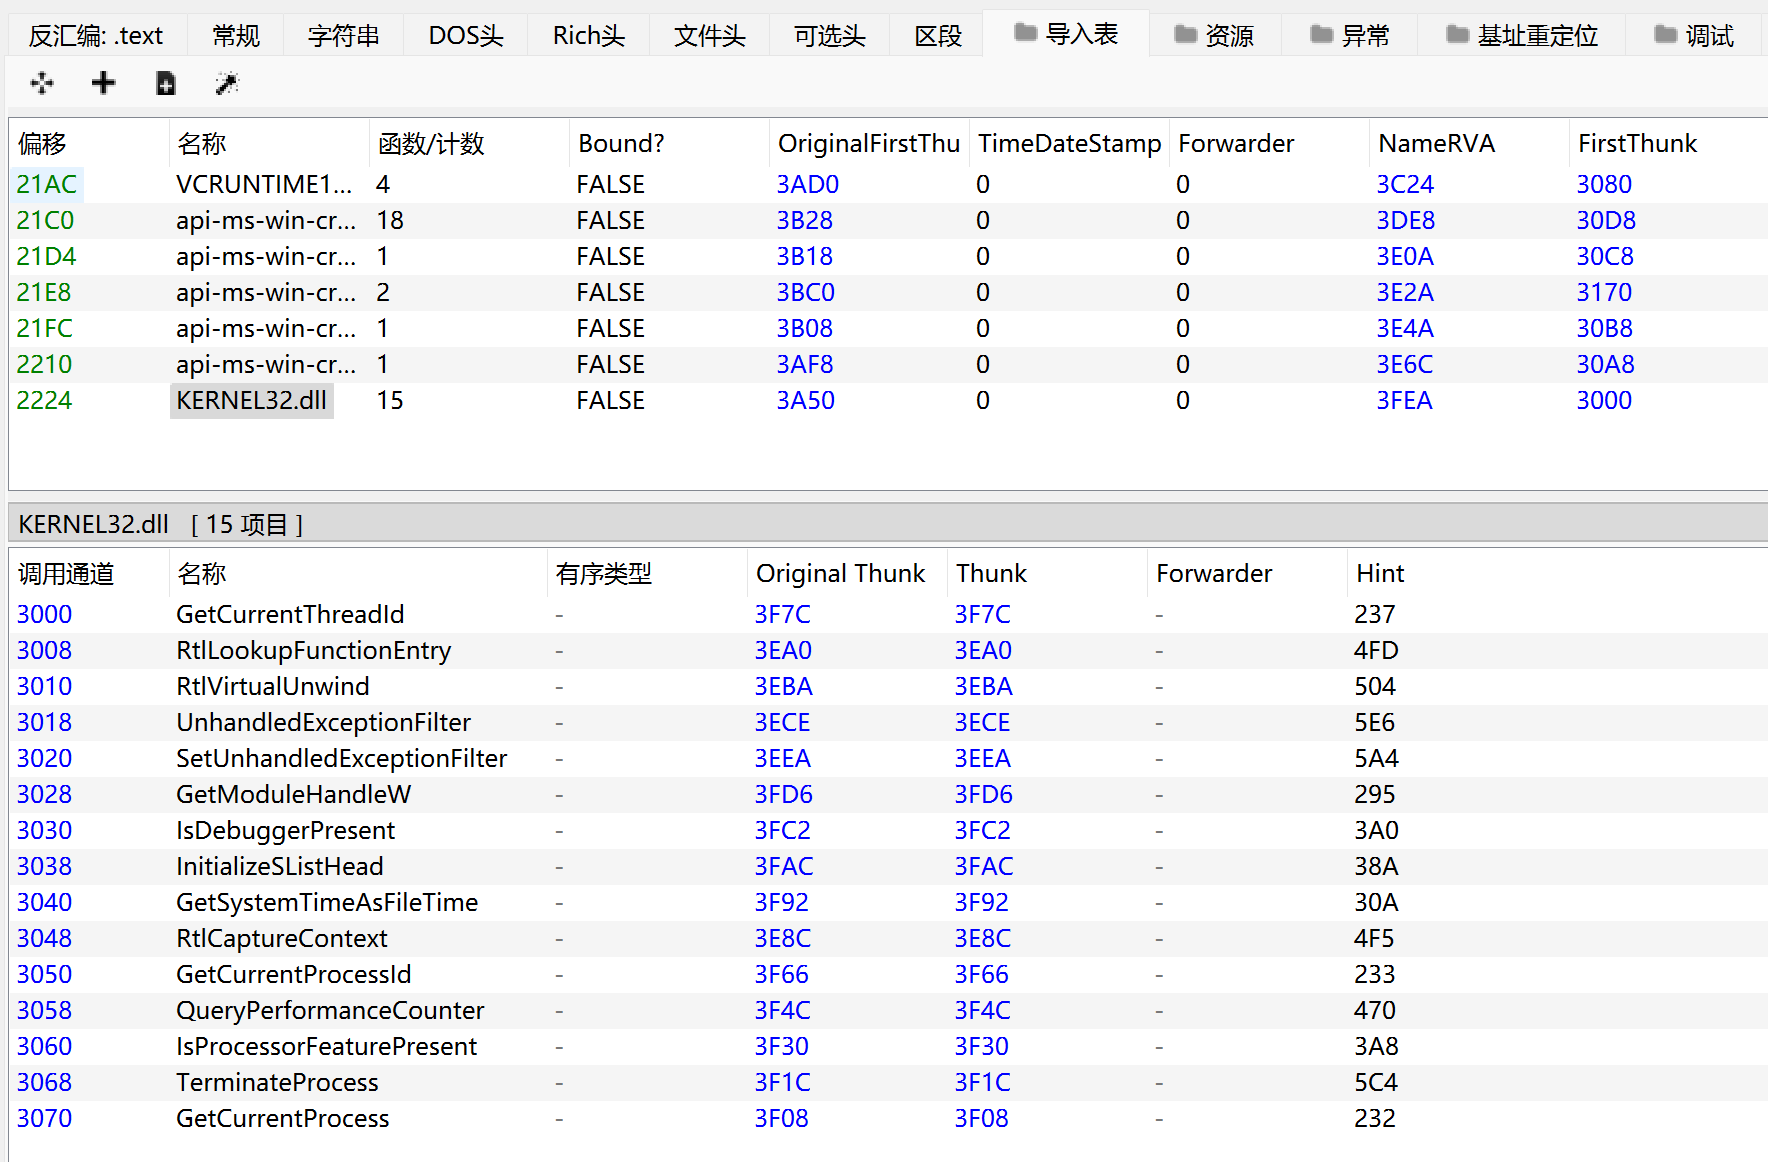 反汇编: .text 常规 字符串 DOS头 Rich头 文件头 可选头 区段 导入表 资源 异常 基址重定位 调试
偏移 名称 函数/计数 Bound? OriginalFirstThu TimeDateStamp Forwarder NameRVA FirstThunk
21AC VCRUNTIME1... 4 FALSE 3AD0 0 0 3C24 3080
21C0 api-ms-win-cr... 18 FALSE 3B28 0 0 3DE8 30D8
21D4 api-ms-win-cr... 1 FALSE 3B18 0 0 3E0A 30C8
21E8 api-ms-win-cr... 2 FALSE 3BC0 0 0 3E2A 3170
21FC api-ms-win-cr... 1 FALSE 3B08 0 0 3E4A 30B8
2210 api-ms-win-cr... 1 FALSE 3AF8 0 0 3E6C 30A8
2224 KERNEL32.dll 15 FALSE 3A50 0 0 3FEA 3000
KERNEL32.dll [ 15 项目 ]
调用通道 名称 有序类型 Original Thunk Thunk Forwarder Hint
3000 GetCurrentThreadId - 3F7C 3F7C - 237
3008 RtlLookupFunctionEntry - 3EA0 3EA0 - 4FD
3010 RtlVirtualUnwind - 3EBA 3EBA - 504
3018 UnhandledExceptionFilter - 3ECE 3ECE - 5E6
3020 SetUnhandledExceptionFilter - 3EEA 3EEA - 5A4
3028 GetModuleHandleW - 3FD6 3FD6 - 295
3030 IsDebuggerPresent - 3FC2 3FC2 - 3A0
3038 InitializeSListHead - 3FAC 3FAC - 38A
3040 GetSystemTimeAsFileTime - 3F92 3F92 - 30A
3048 RtlCaptureContext - 3E8C 3E8C - 4F5
3050 GetCurrentProcessId - 3F66 3F66 - 233
3058 QueryPerformanceCounter - 3F4C 3F4C - 470
3060 IsProcessorFeaturePresent - 3F30 3F30 - 3A8
3068 TerminateProcess - 3F1C 3F1C - 5C4
3070 GetCurrentProcess - 3F08 3F08 - 232